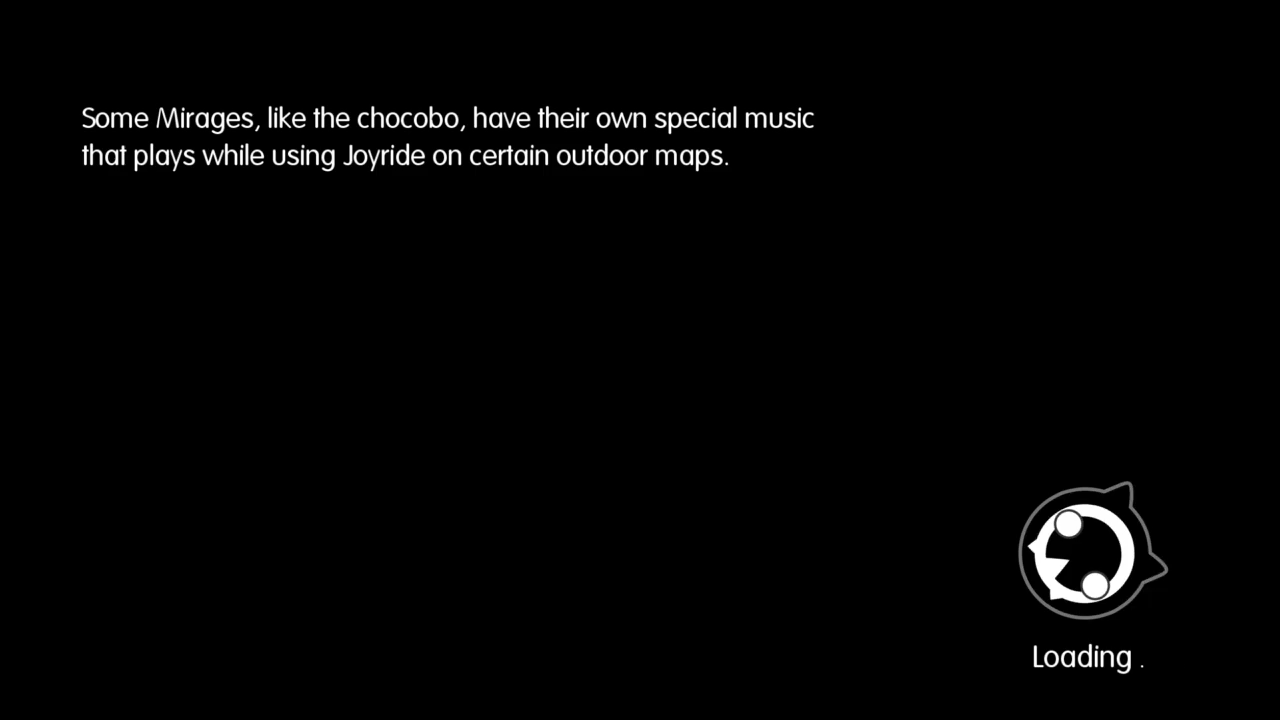 Some Mirages, like the chocobo, have their own special music
that plays while using Joyride on certain outdoor maps.
Loading .